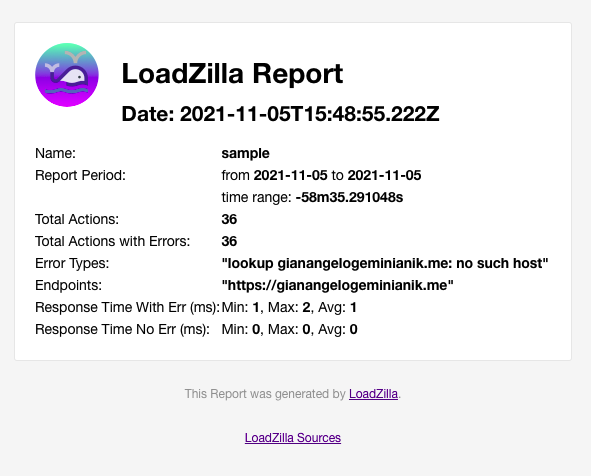 LoadZilla Report
Date: 2021-11-05T15:48:55.222Z
Name: sample
Report Period: from 2021-11-05 to 2021-11-05
time range: -58m35.291048s
Total Actions: 36
Total Actions with Errors: 36
Error Types: "lookup gianangelogeminianik.me: no such host"
Endpoints: "https://gianangelogeminianik.me"
Response Time With Err (ms): Min: 1, Max: 2, Avg: 1
Response Time No Err (ms): Min: 0, Max: 0, Avg: 0
This Report was generated by LoadZilla.
LoadZilla Sources